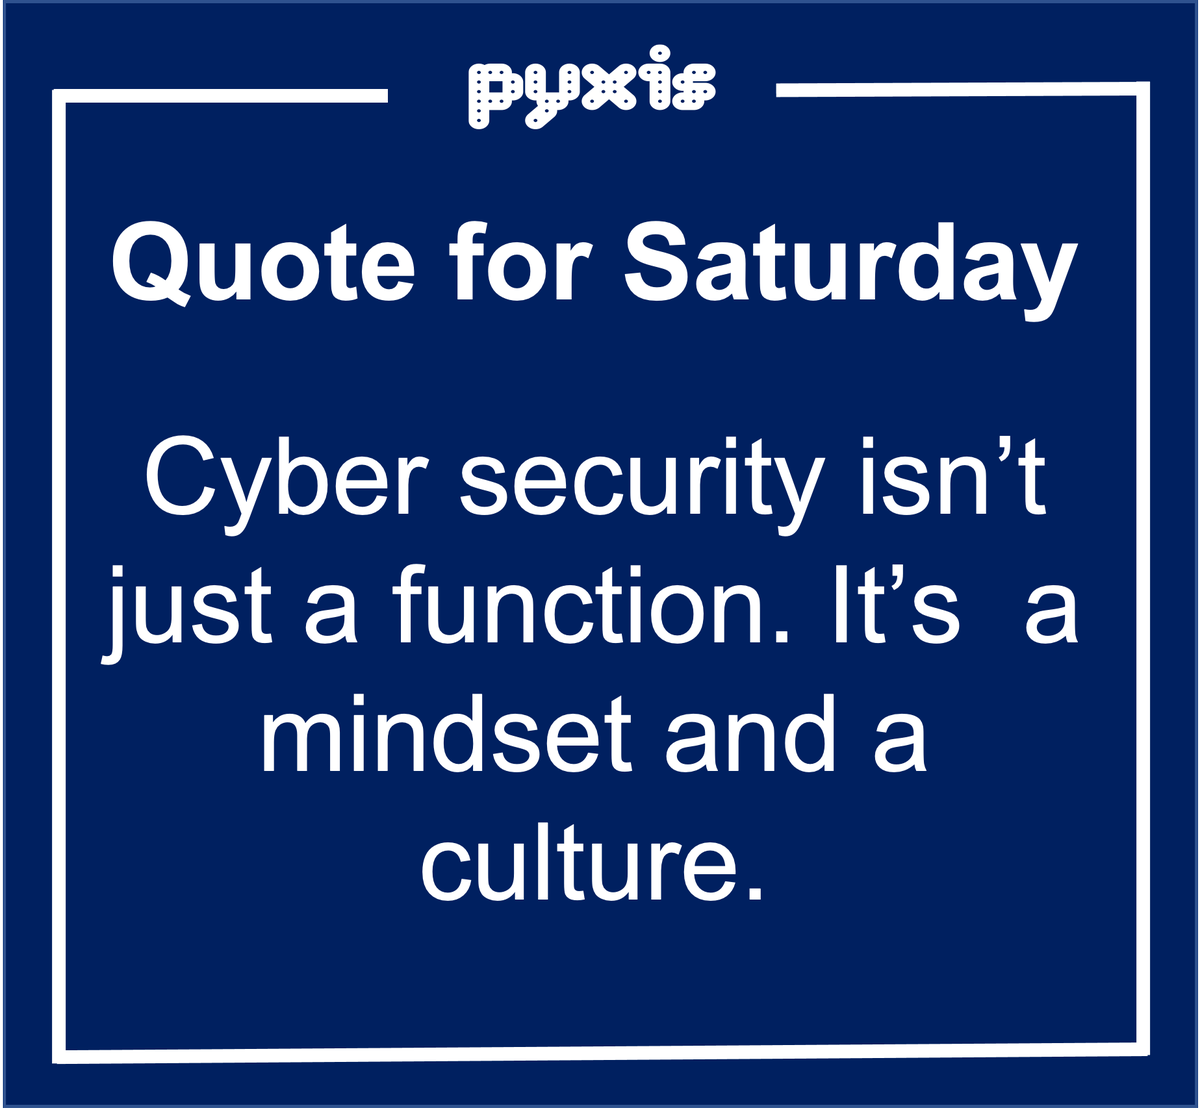 pyxis
Quote for Saturday
Cyber security isn’t
just a function. It’s  a
mindset and a
culture.